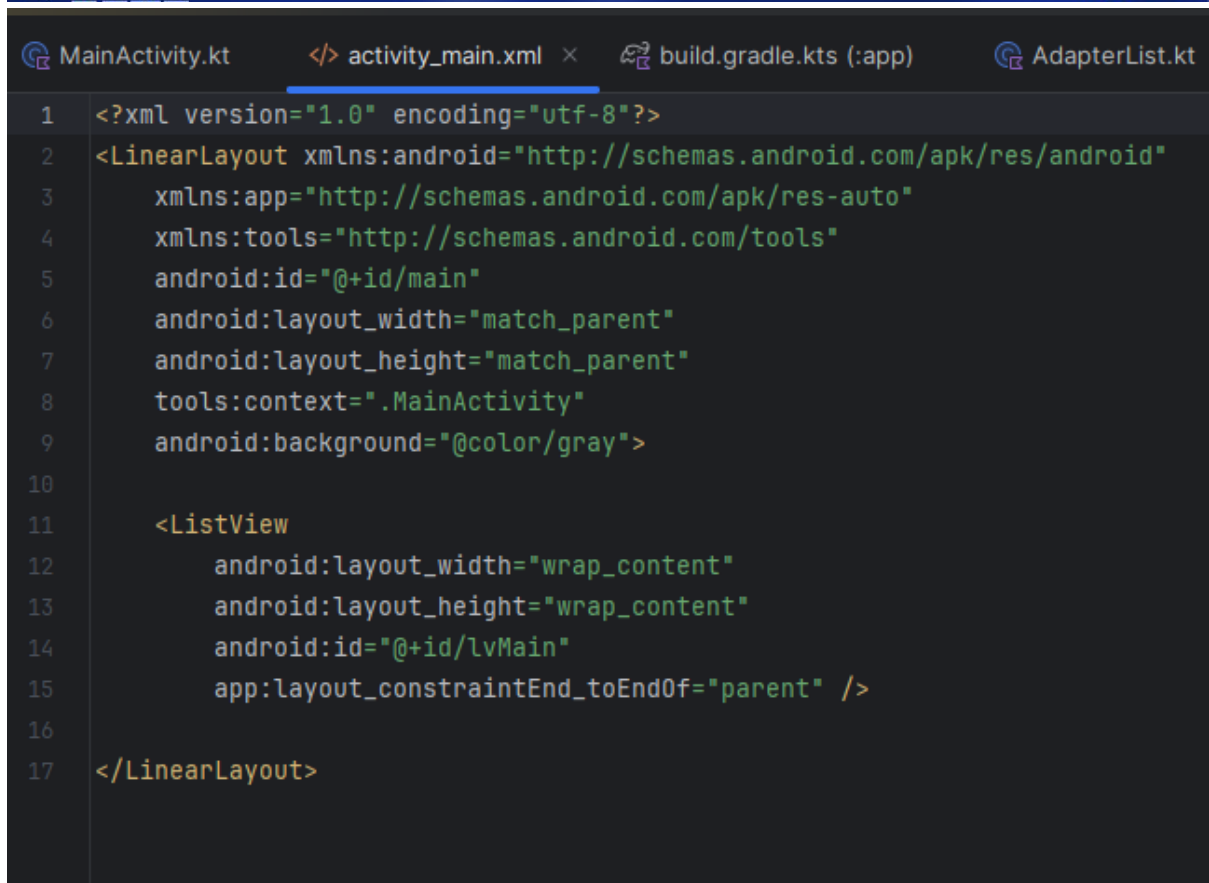 MainActivity.kt </> activity_main.xml × build.gradle.kts (:app) AdapterList.kt
1 <?xml version="1.0" encoding="utf-8"?>
2 <LinearLayout xmlns:android="http://schemas.android.com/apk/res/android"
3 xmlns:app="http://schemas.android.com/apk/res-auto"
4 xmlns:tools="http://schemas.android.com/tools"
5 android:id="@+id/main"
6 android:layout_width="match_parent"
7 android:layout_height="match_parent"
8 tools:context=".MainActivity"
9 android:background="@color/gray">
10
11 <ListView
12 android:layout_width="wrap_content"
13 android:layout_height="wrap_content"
14 android:id="@+id/lvMain"
15 app:layout_constraintEnd_toEndOf="parent" />
16
17 </LinearLayout>